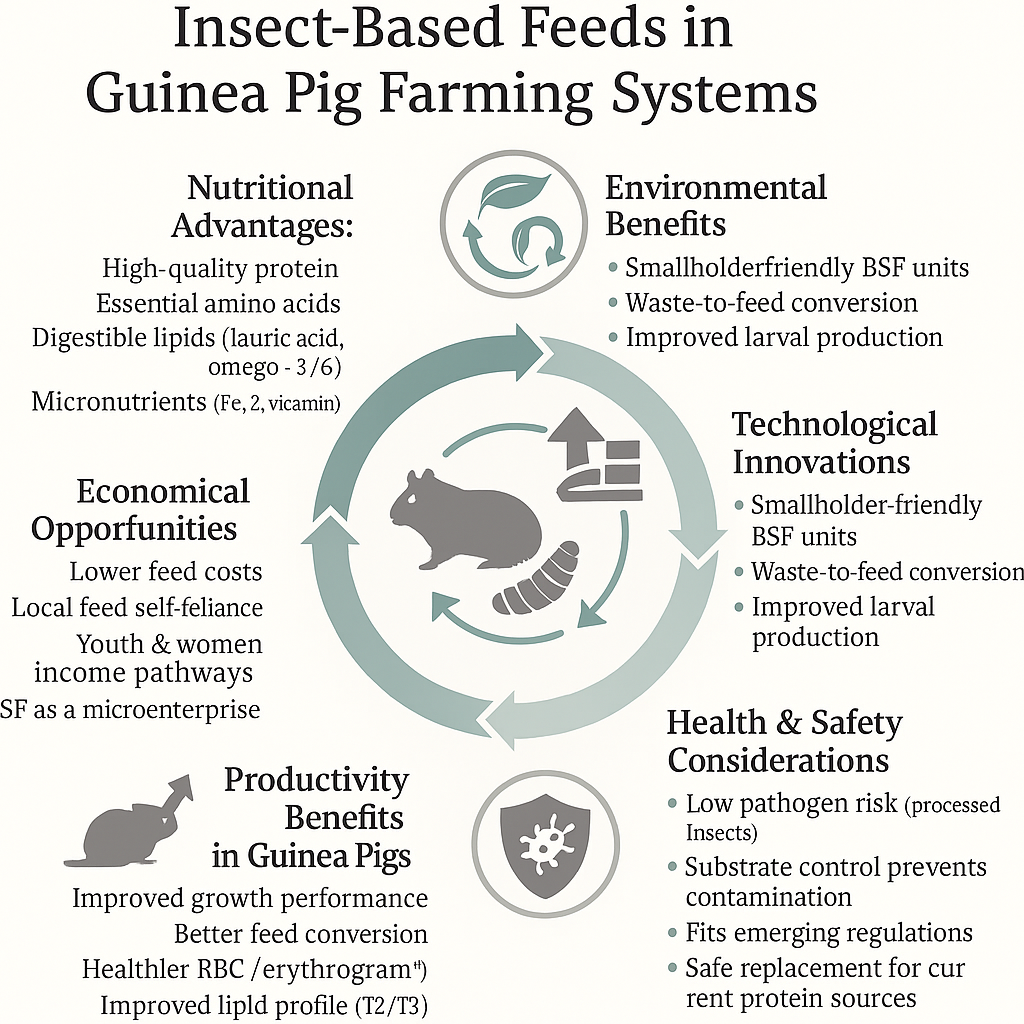 Insect-Based Feeds in
Guinea Pig Farming Systems
Nutritional
Advantages:
High-quality protein
Essential amino acids
Digestible lipids (lauric acid,
omego - 3/6)
Micronutrients (Fe, 2, vicamin)
Environmental
Benefits
• Smallholderfriendly BSF units
• Waste-to-feed conversion
• Improved larval production
Technological
Innovations
• Smallholder-friendly
BSF units
• Waste-to-feed conversion
• Improved larval
production
Economical
Opporfunities
Lower feed costs
Local feed self-feliance
Youth & women
income pathways
SF as a microenterprise
Health & Safety
Considerations
• Low pathogen risk (processed
Insects)
• Substrate control prevents
contamination
• Fits emerging regulations
• Safe replacement for cur
rent protein sources
Productivity
Benefits
in Guinea Pigs
Improved growth performance
Better feed conversion
Healthler RBC /erythrogram)
Improved lipld profile (T2/T3)